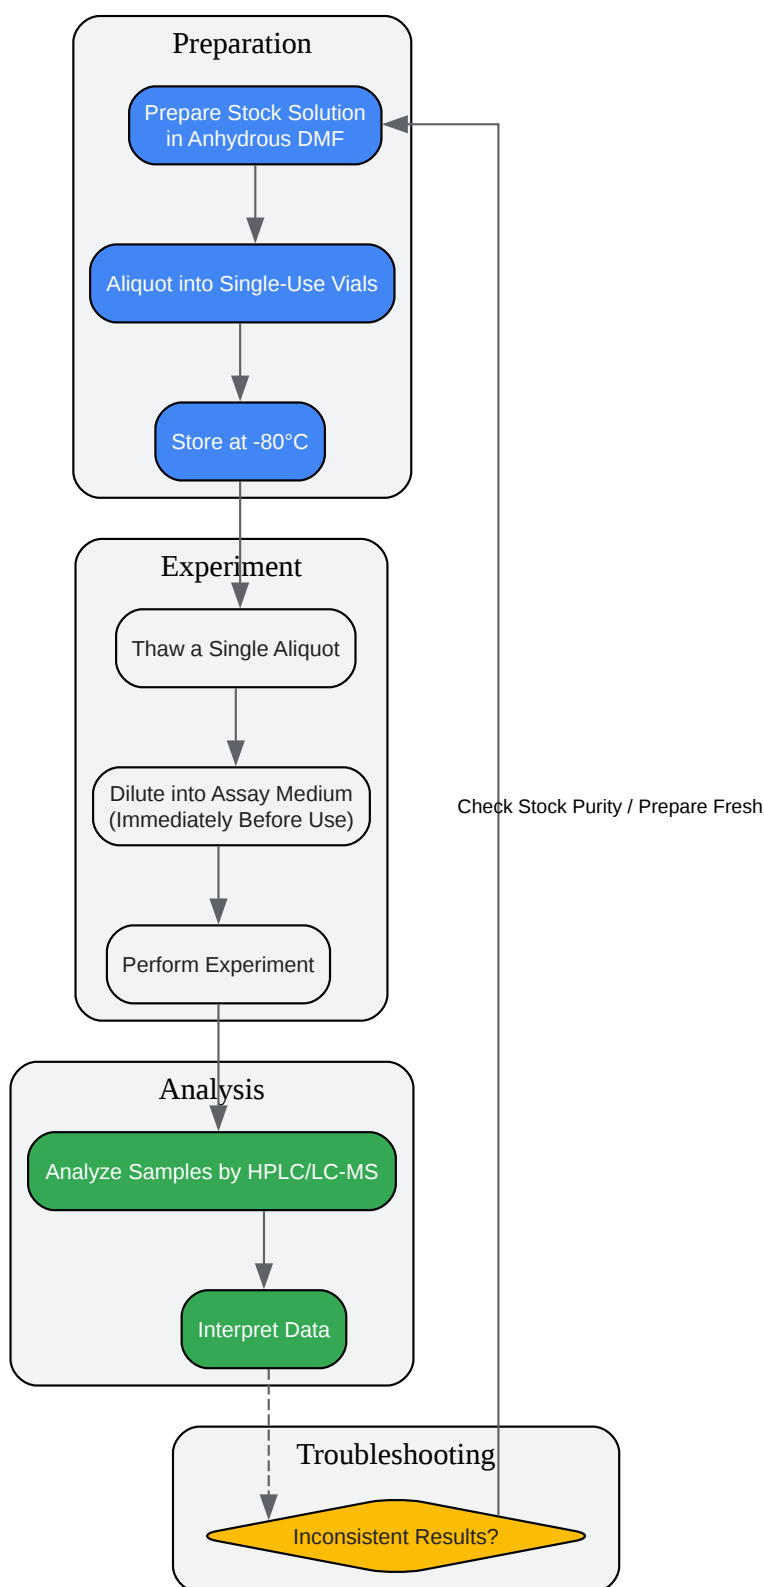 Preparation
Prepare Stock Solution
in Anhydrous DMF
Aliquot into Single-Use Vials
Store at -80°C
Experiment
Thaw a Single Aliquot
Dilute into Assay Medium
(Immediately Before Use)
Check Stock Purity / Prepare Fresh
Perform Experiment
Analysis
Analyze Samples by HPLC/LC-MS
Interpret Data
Troubleshooting
Inconsistent Results?